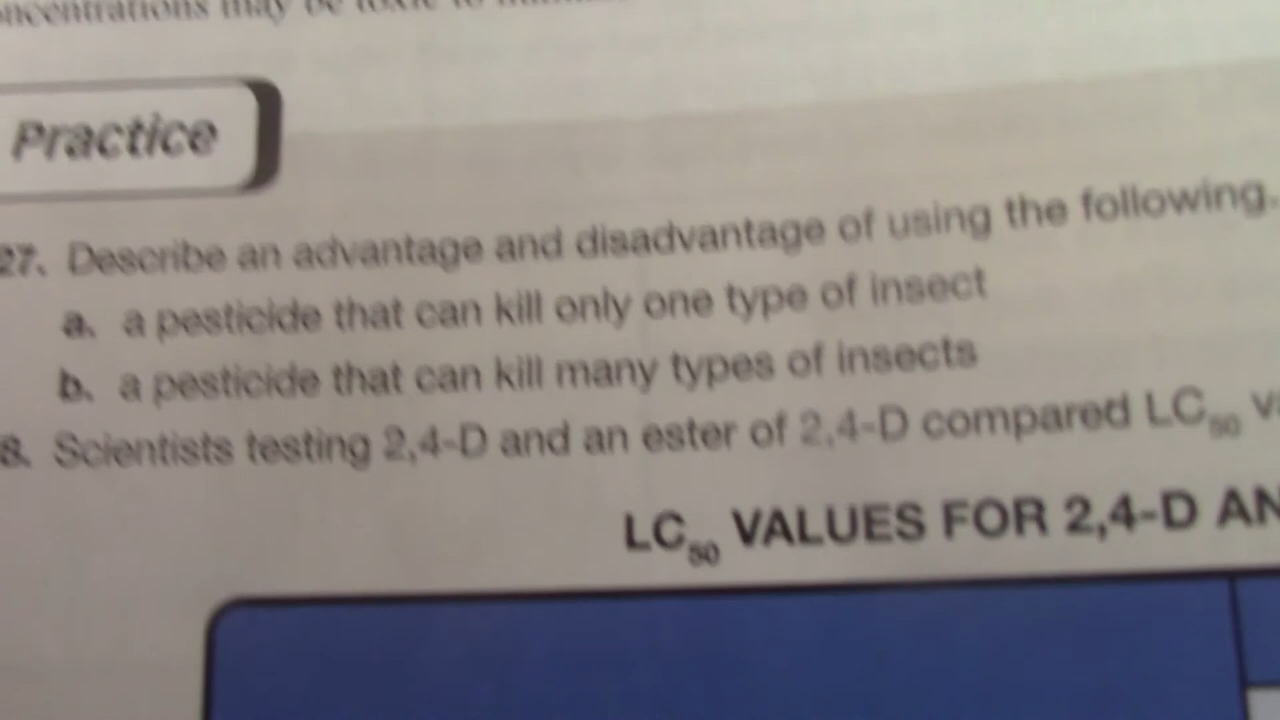 Practice
27. Describe an advantage and disadvantage of using the following.
a. a pesticide that can kill only one type of insect
b. a pesticide that can kill many types of insects
8. Scientists testing 2,4-D and an ester of 2,4-D compared LC50
LC50 VALUES FOR 2,4-D AN